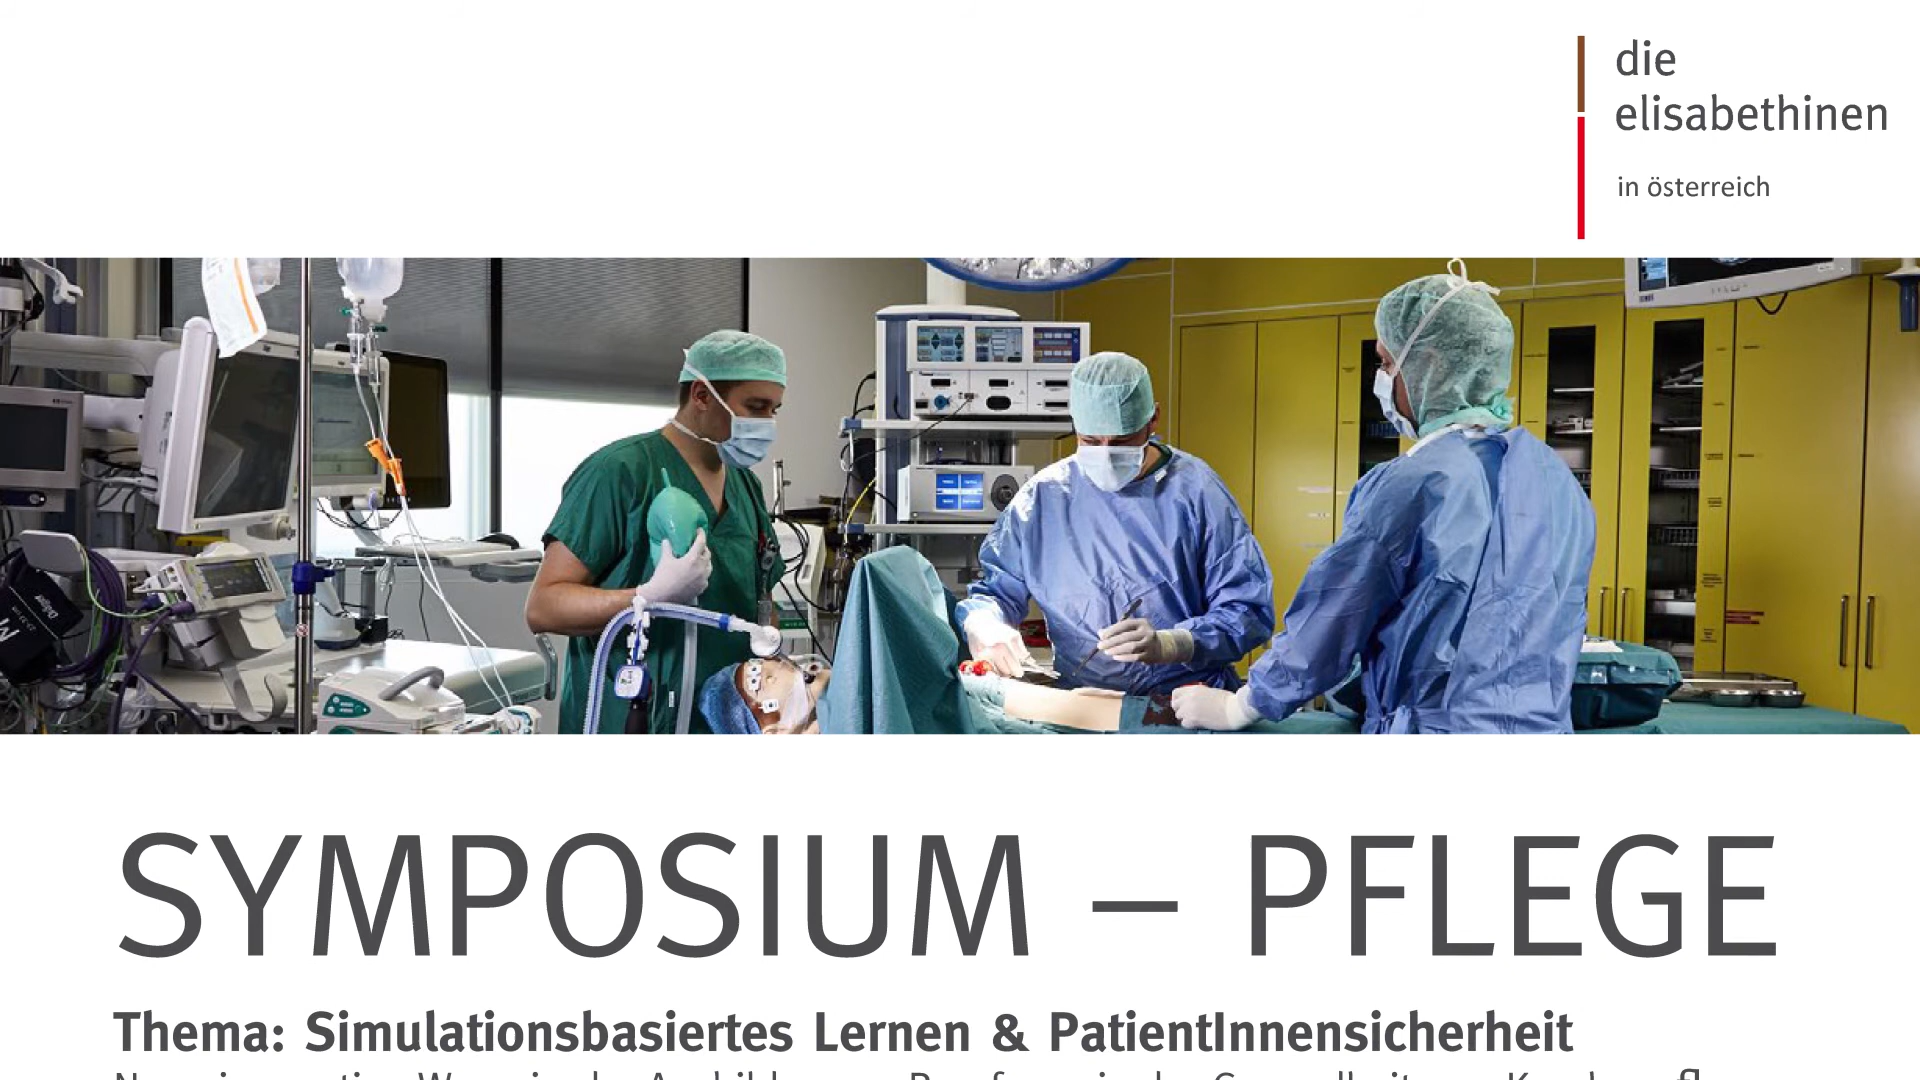 die
elisabethinen
in österreich
SYMPOSIUM – PFLEGE
Thema: Simulationsbasiertes Lernen & PatientInnensicherheit